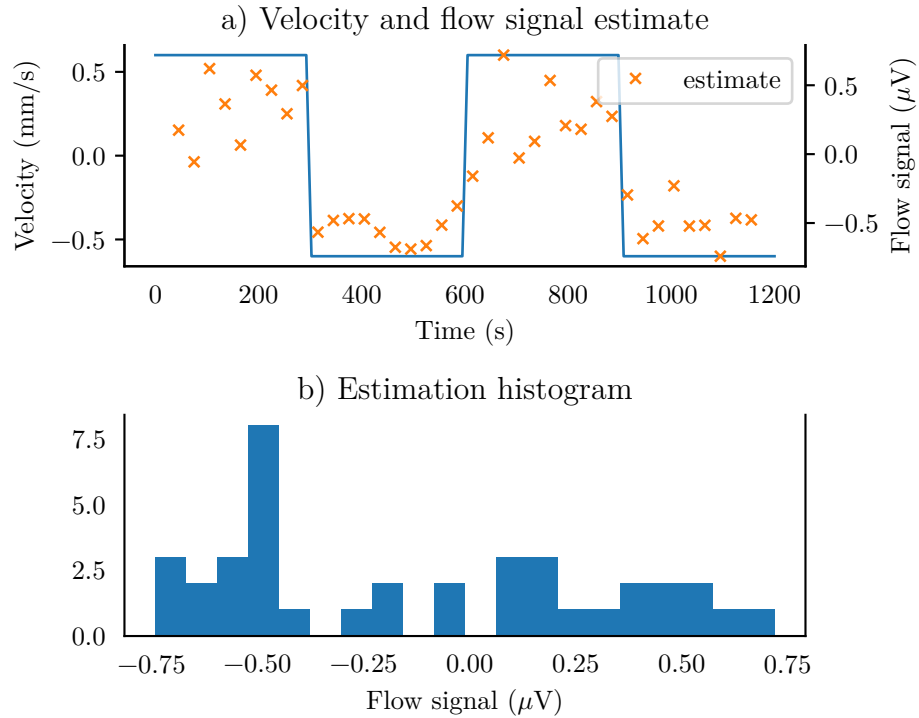 a) Velocity and flow signal estimate
Velocity (mm/s)
0.5
0.0
−0.5
estimate
0.5
0.0
−0.5
Flow signal (μV)
0 200 400 600 800 1000 1200
Time (s)
b) Estimation histogram
7.5
5.0
2.5
0.0
−0.75 −0.50 −0.25 0.00 0.25 0.50 0.75
Flow signal (μV)